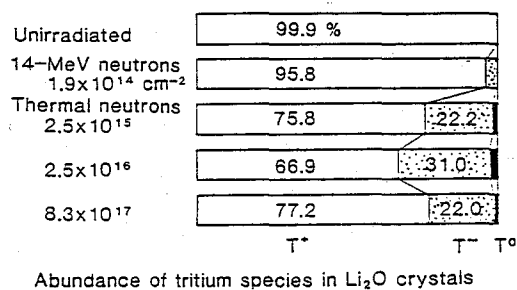 Unirradiated 99.9 %
14-MeV neutrons
1.9x10¹⁴ cm⁻² 95.8
Thermal neutrons
2.5x10¹⁵ 75.8 22.2
2.5x10¹⁶ 66.9 31.0
8.3x10¹⁷ 77.2 22.0
T⁺ T⁻ T⁰
Abundance of tritium species in Li₂O crystals